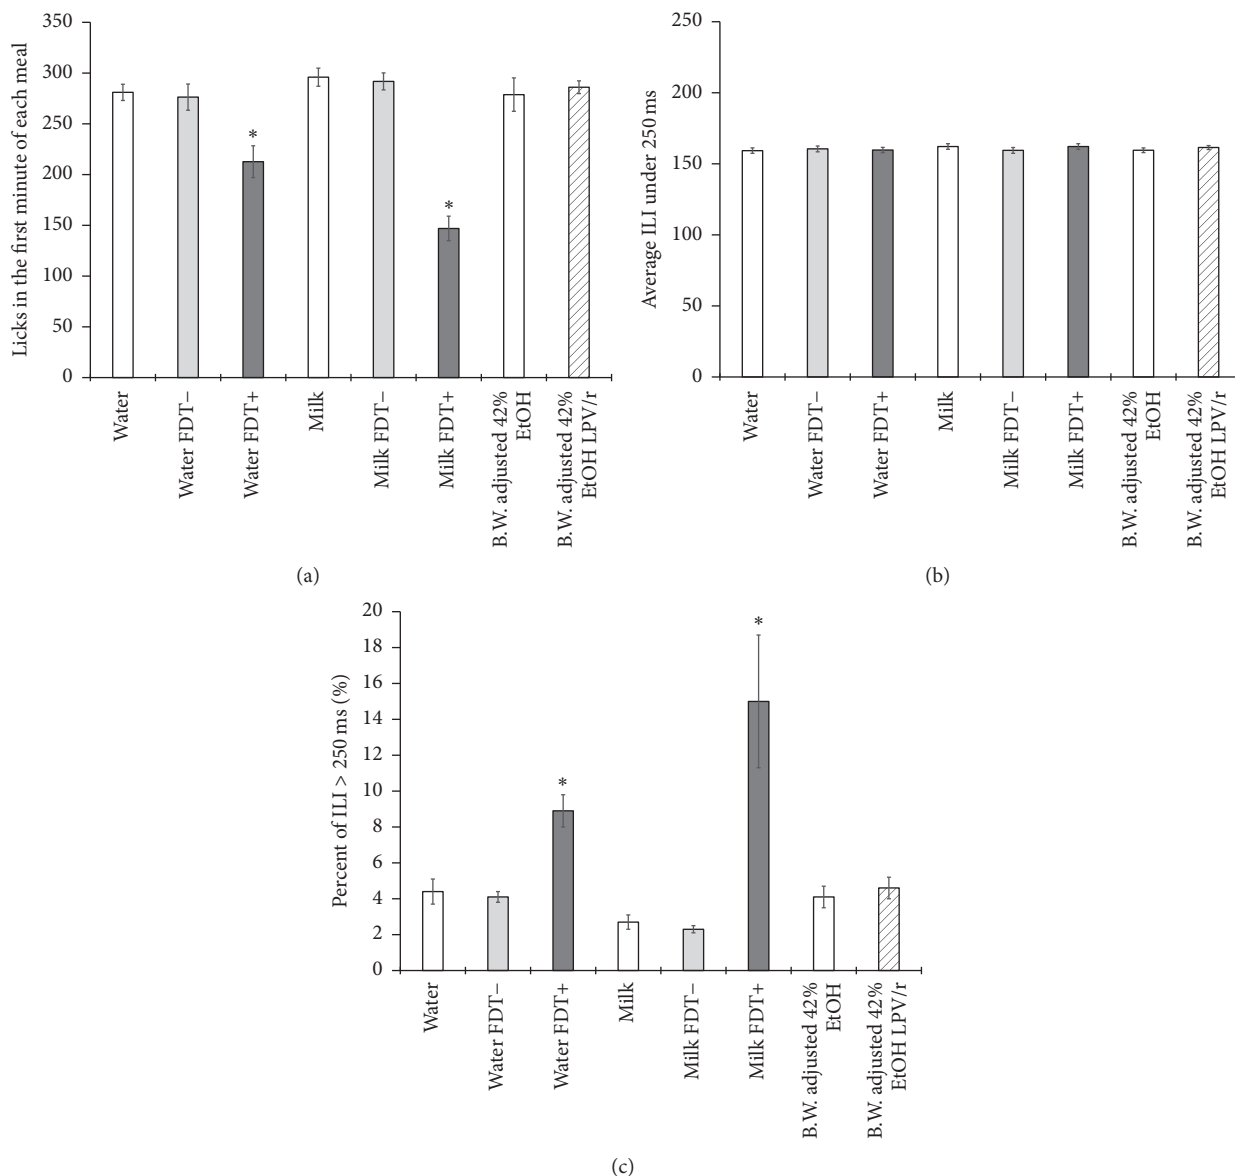 Licks in the first minute of each meal
350
300
250
200
150
100
50
0
*
*
Water
Water FDT−
Water FDT+
Milk
Milk FDT−
Milk FDT+
B.W. adjusted 42%
EtOH
B.W. adjusted 42%
EtOH LPV/r
(a)
Average ILI under 250 ms
250
200
150
100
50
0
Water
Water FDT−
Water FDT+
Milk
Milk FDT−
Milk FDT+
B.W. adjusted 42%
EtOH
B.W. adjusted 42%
EtOH LPV/r
(b)
Percent of ILI > 250 ms (%)
20
18
16
14
12
10
8
6
4
2
0
*
*
Water
Water FDT−
Water FDT+
Milk
Milk FDT−
Milk FDT+
B.W. adjusted 42%
EtOH
B.W. adjusted 42%
EtOH LPV/r
(c)